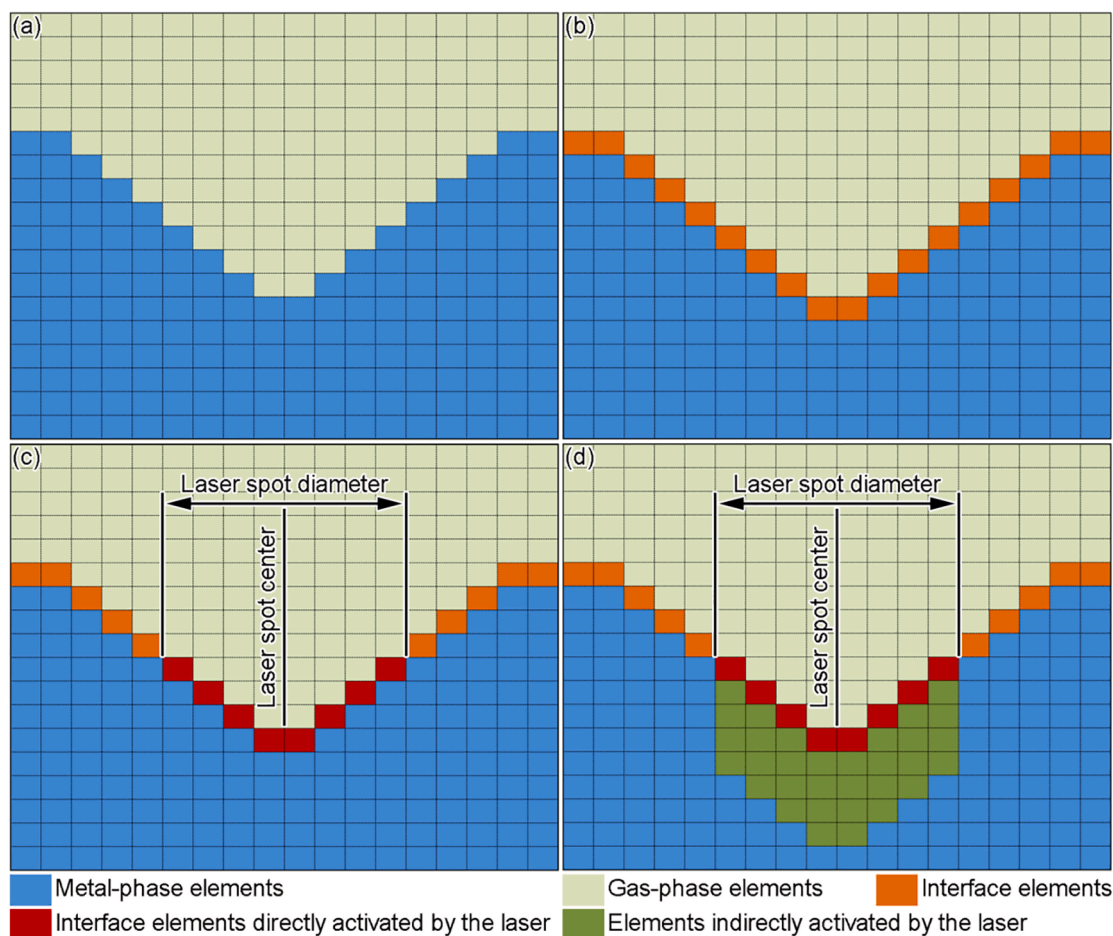 (a)
(b)
(c)
Laser spot diameter
Laser spot center
(d)
Laser spot diameter
Laser spot center
Metal-phase elements
Gas-phase elements
Interface elements
Interface elements directly activated by the laser
Elements indirectly activated by the laser